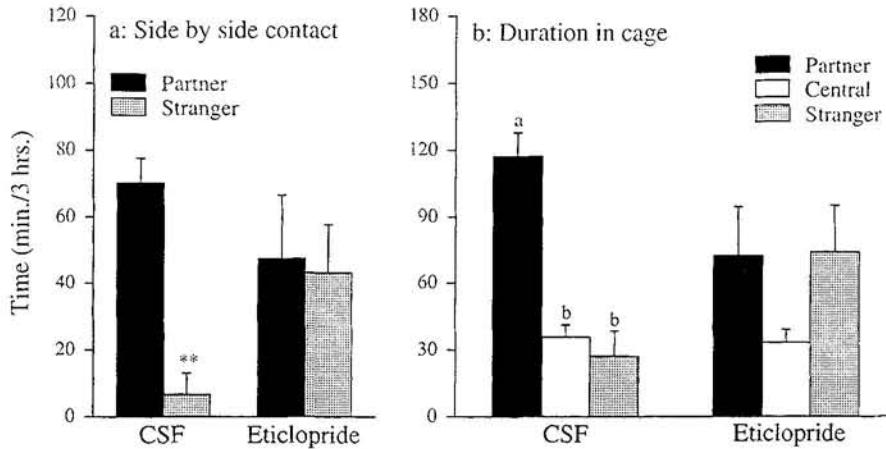 a: Side by side contact
Partner
Stranger
Time (min./3 hrs.)
120
100
80
60
40
20
0
**
CSF
Eticlopride
b: Duration in cage
Partner
Central
Stranger
180
150
120
90
60
30
0
a
b
b
CSF
Eticlopride